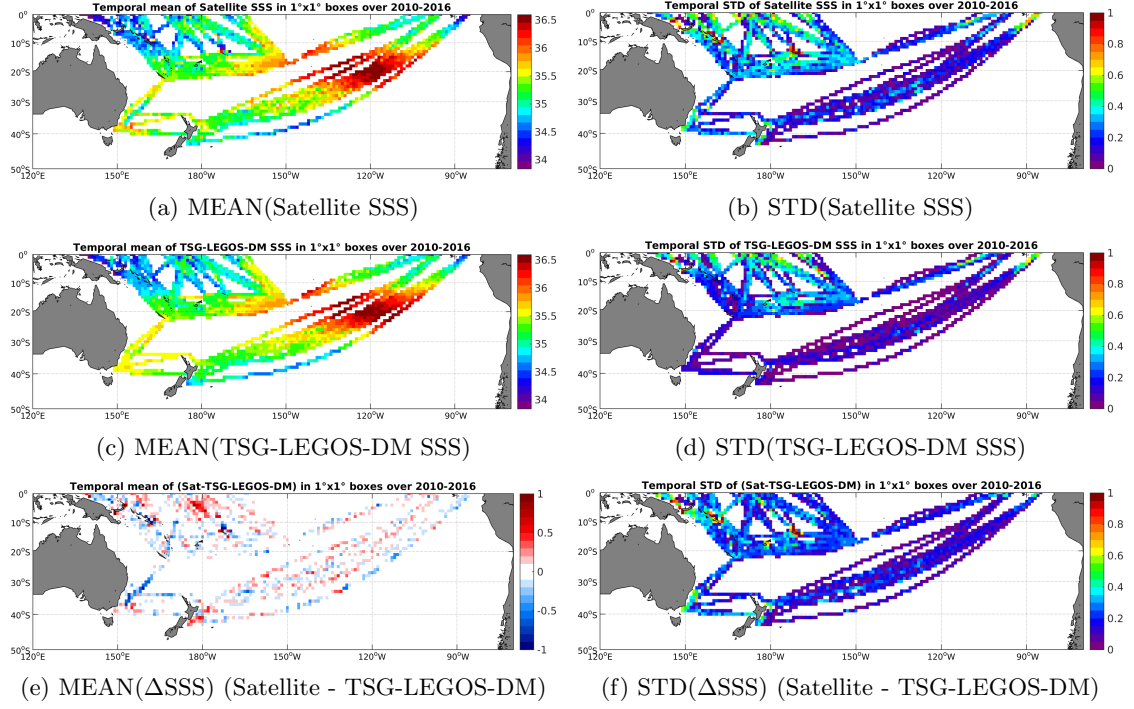 Temporal mean of Satellite SSS in 1°x1° boxes over 2010-2016
0°
10°S
20°S
30°S
40°S
50°S
120°E 150°E 180°W 150°W 120°W 90°W
36.5
36
35.5
35
34.5
34
(a) MEAN(Satellite SSS)
Temporal STD of Satellite SSS in 1°x1° boxes over 2010-2016
0°
10°S
20°S
30°S
40°S
50°S
120°E 150°E 180°W 150°W 120°W 90°W
1
0.8
0.6
0.4
0.2
0
(b) STD(Satellite SSS)
Temporal mean of TSG-LEGOS-DM SSS in 1°x1° boxes over 2010-2016
0°
10°S
20°S
30°S
40°S
50°S
120°E 150°E 180°W 150°W 120°W 90°W
36.5
36
35.5
35
34.5
34
(c) MEAN(TSG-LEGOS-DM SSS)
Temporal STD of TSG-LEGOS-DM SSS in 1°x1° boxes over 2010-2016
0°
10°S
20°S
30°S
40°S
50°S
120°E 150°E 180°W 150°W 120°W 90°W
1
0.8
0.6
0.4
0.2
0
(d) STD(TSG-LEGOS-DM SSS)
Temporal mean of (Sat-TSG-LEGOS-DM) in 1°x1° boxes over 2010-2016
0°
10°S
20°S
30°S
40°S
50°S
120°E 150°E 180°W 150°W 120°W 90°W
1
0.5
0
-0.5
-1
(e) MEAN(ΔSSS) (Satellite - TSG-LEGOS-DM)
Temporal STD of (Sat-TSG-LEGOS-DM) in 1°x1° boxes over 2010-2016
0°
10°S
20°S
30°S
40°S
50°S
120°E 150°E 180°W 150°W 120°W 90°W
1
0.8
0.6
0.4
0.2
0
(f) STD(ΔSSS) (Satellite - TSG-LEGOS-DM)